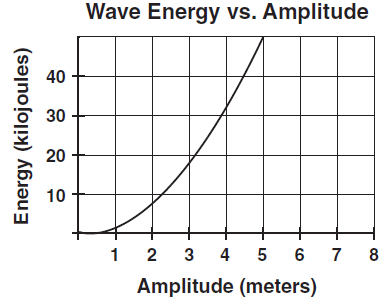 Wave Energy vs. Amplitude
Energy (kilojoules)
40
30
20
10
1 2 3 4 5 6 7 8
Amplitude (meters)